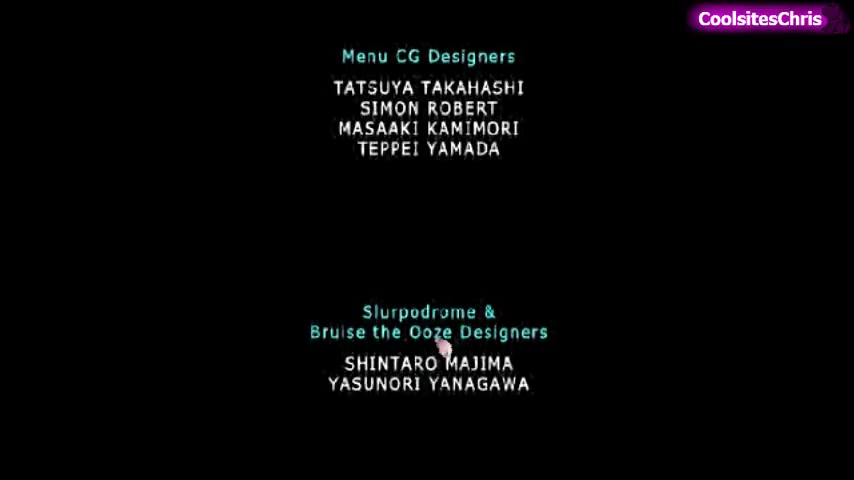 CoolsitesChris
Menu CG Designers
TATSUYA TAKAHASHI
SIMON ROBERT
MASAAKI KAMIMORI
TEPPEI YAMADA
Slurpodrome &
Bruise the Ooze Designers
SHINTARO MAJIMA
YASUNORI YANAGAWA